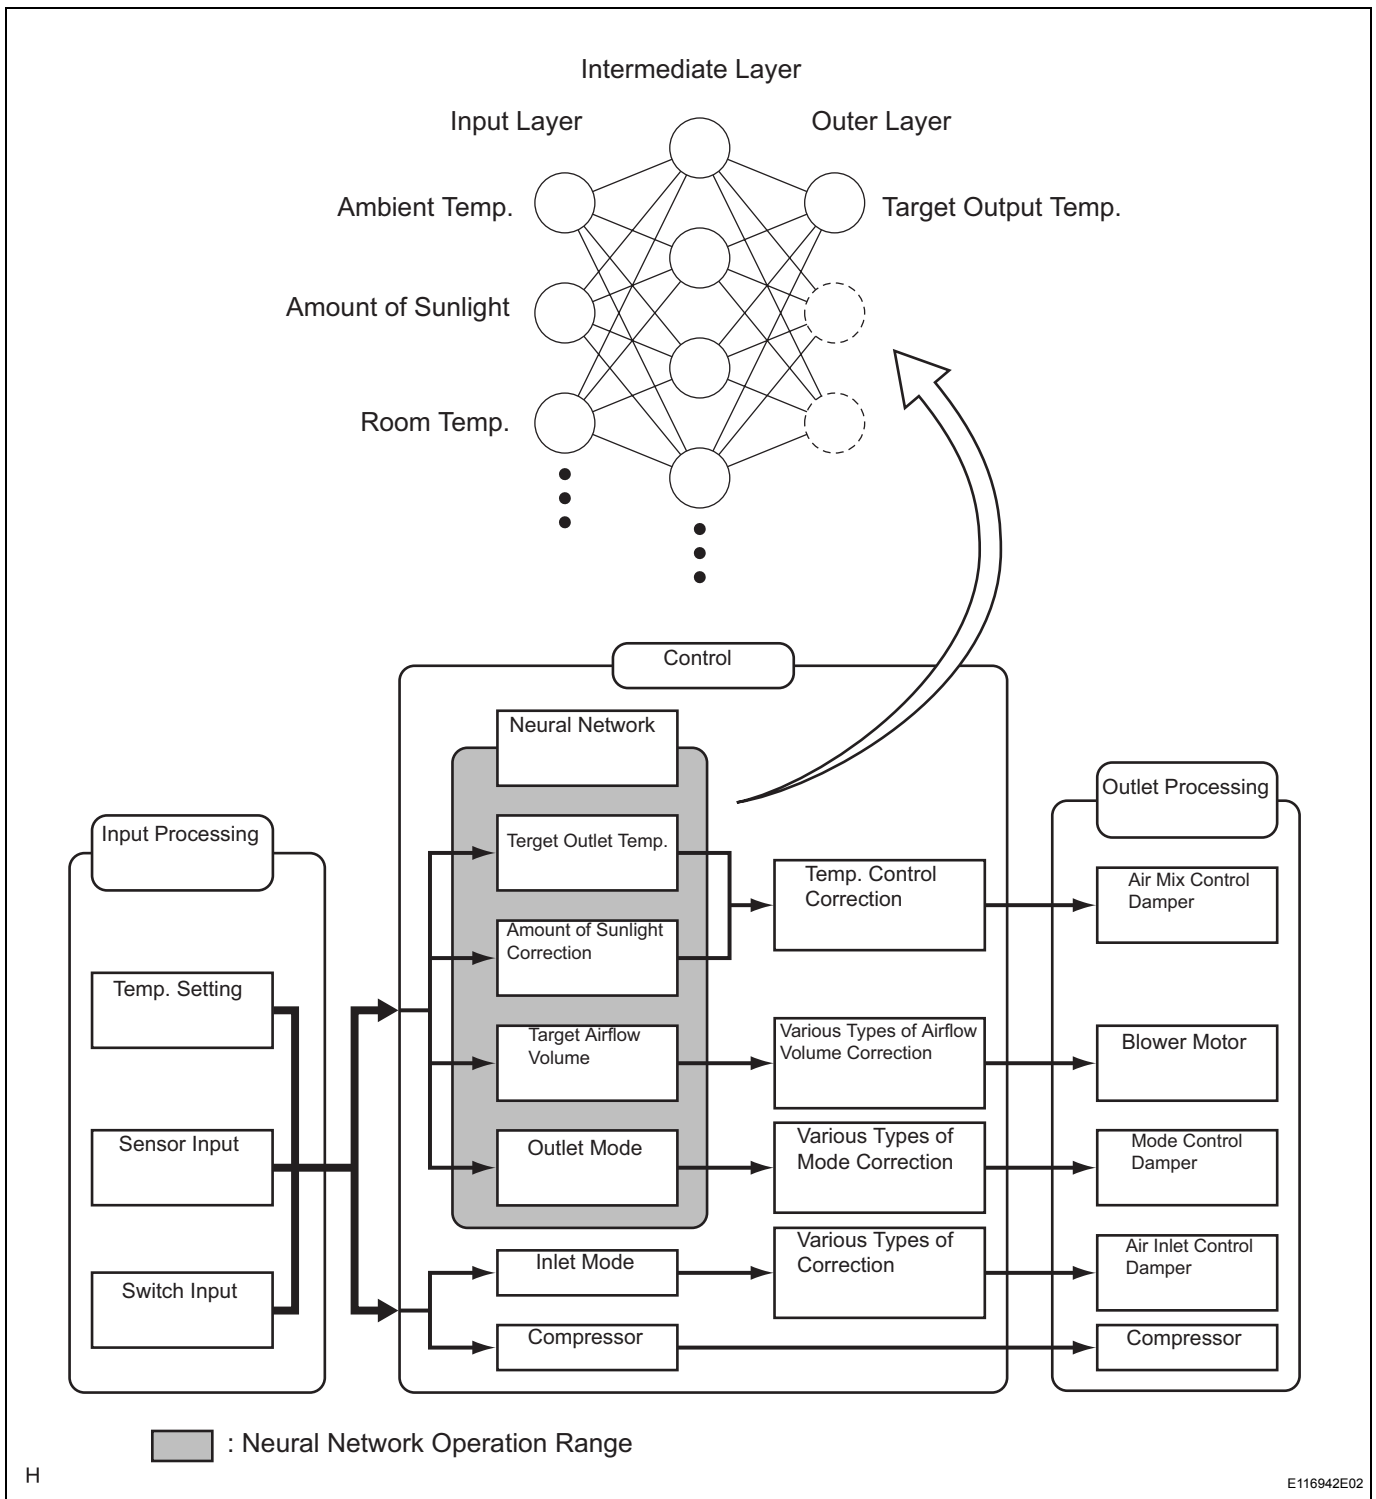 Intermediate Layer
Input Layer
Outer Layer
Ambient Temp.
Target Output Temp.
Amount of Sunlight
Room Temp.
Control
Neural Network
Outlet Processing
Input Processing
Terget Outlet Temp.
Temp. Control
Correction
Air Mix Control
Damper
Amount of Sunlight
Correction
Temp. Setting
Target Airflow
Volume
Various Types of Airflow
Volume Correction
Blower Motor
Sensor Input
Outlet Mode
Various Types of
Mode Correction
Mode Control
Damper
Inlet Mode
Various Types of
Correction
Air Inlet Control
Damper
Switch Input
Compressor
Compressor
: Neural Network Operation Range
H
E116942E02